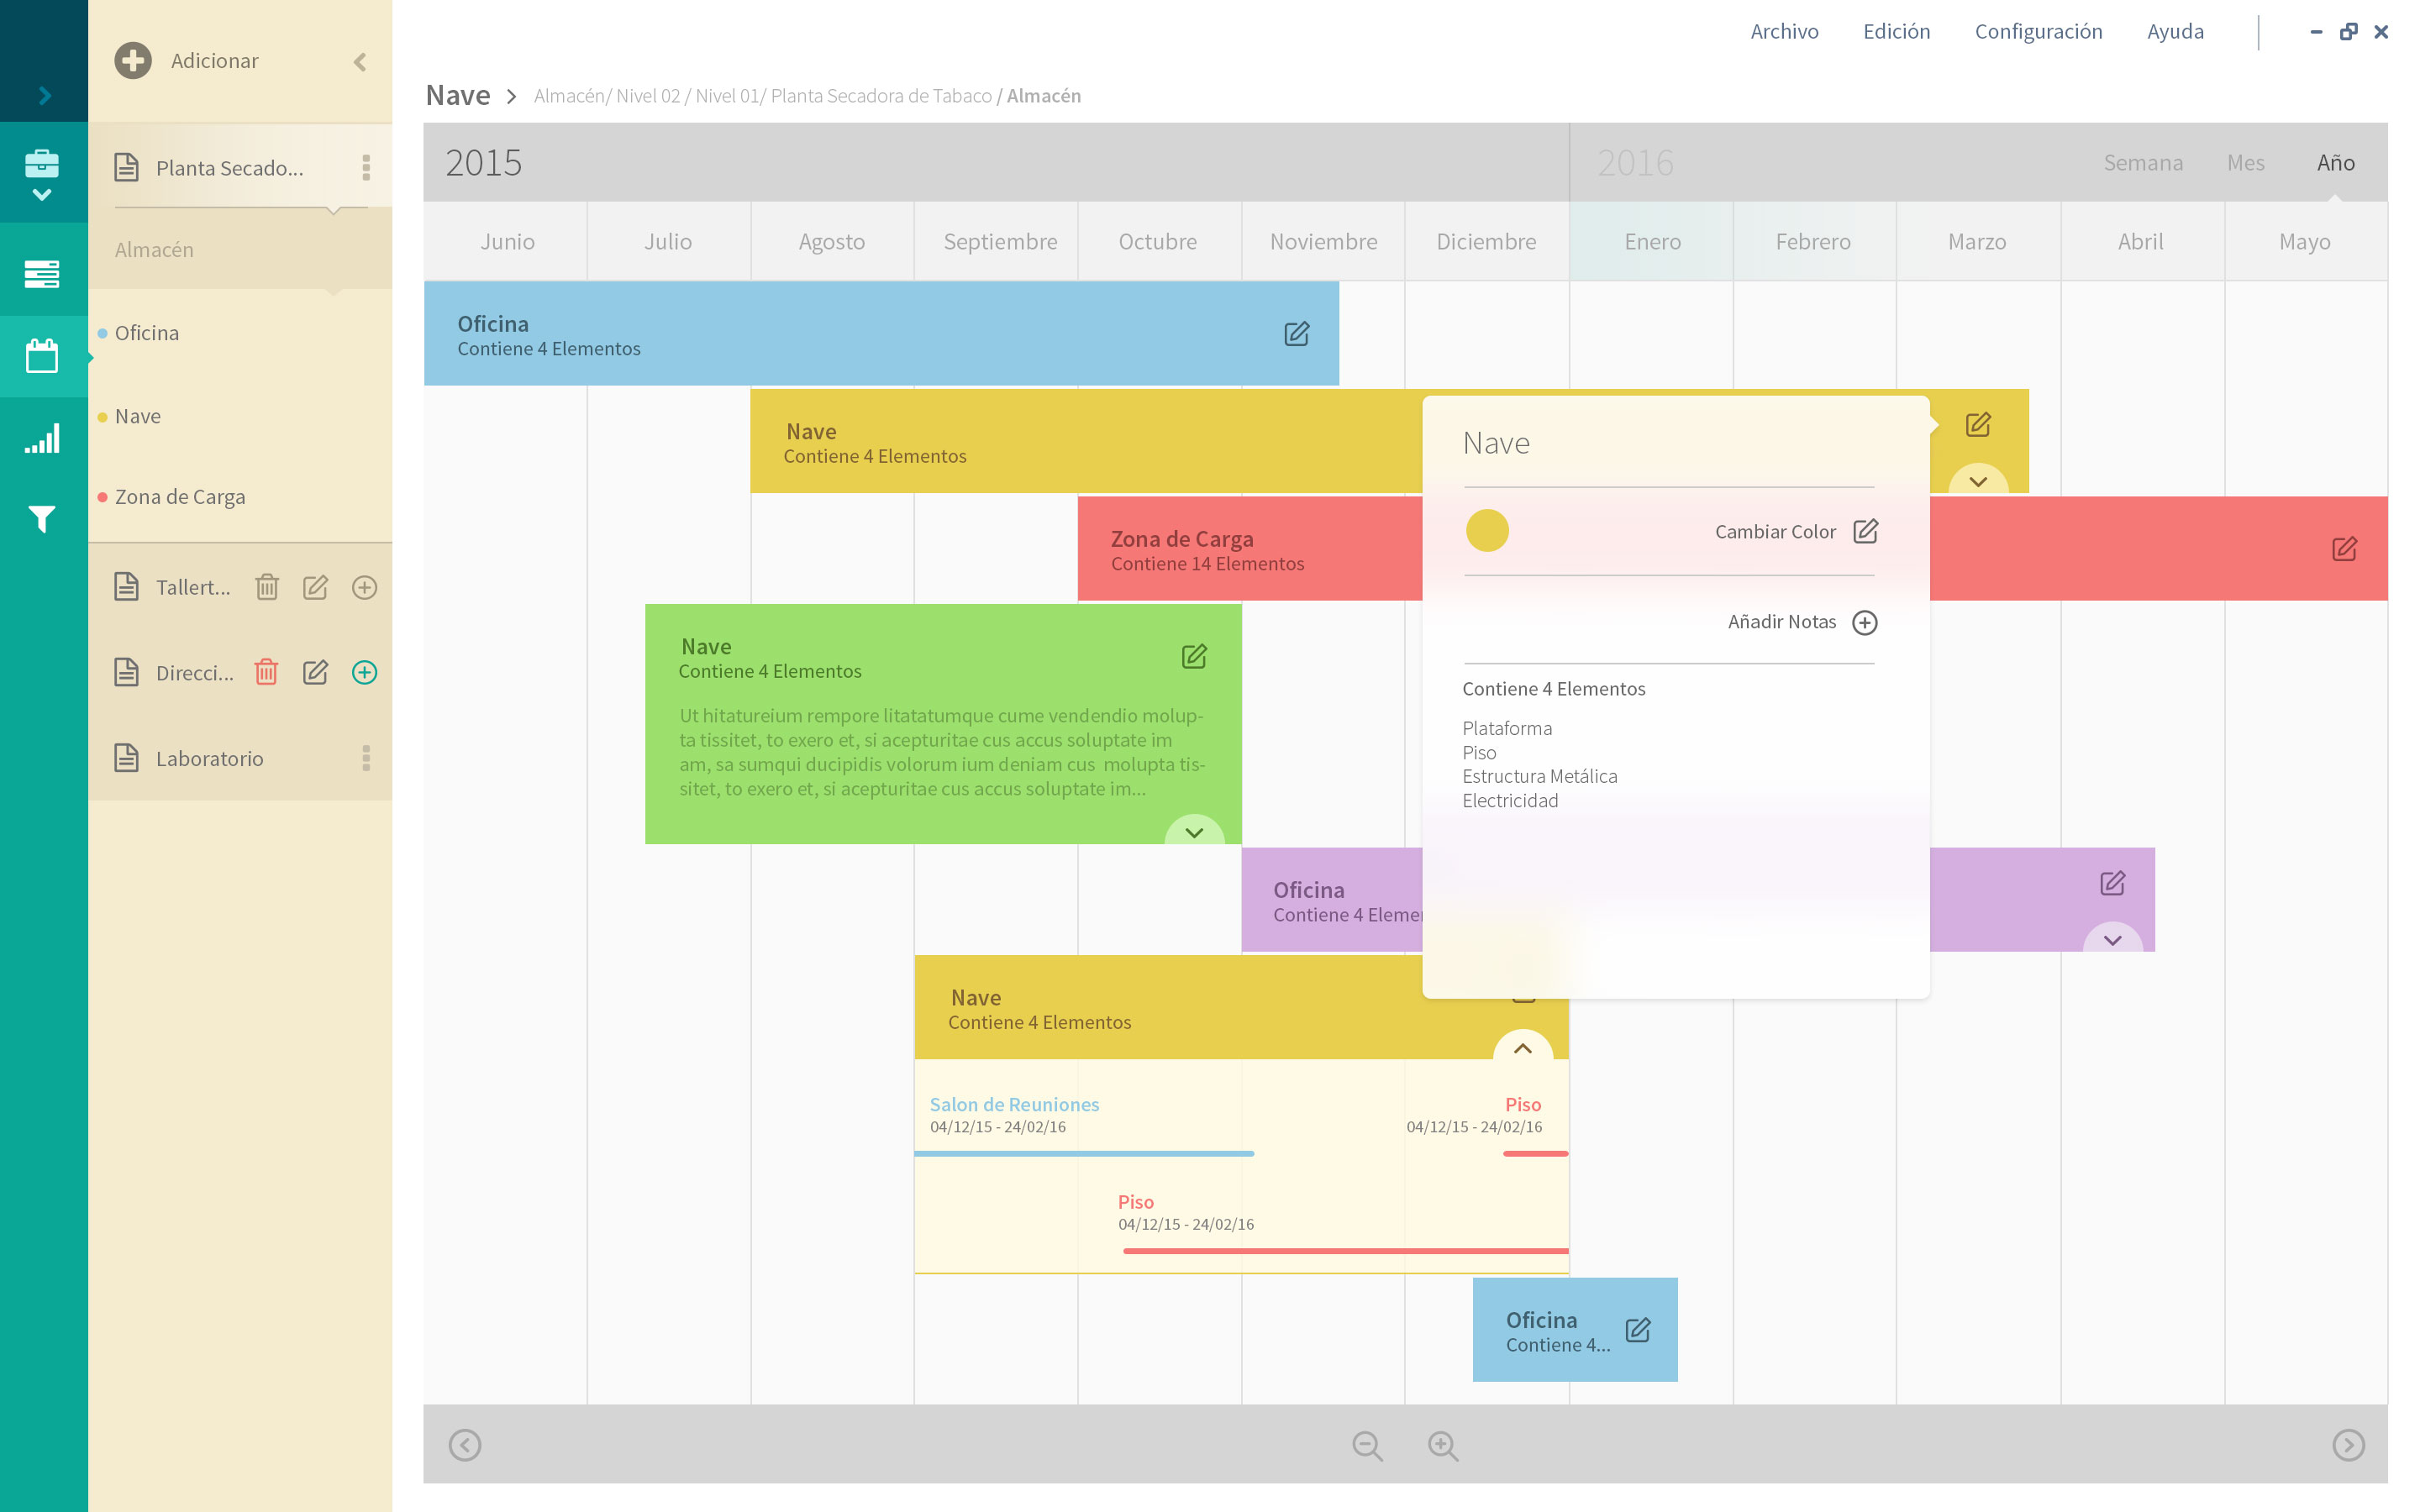 Archivo Edición Configuración Ayuda
Adicionar
Planta Secado...
Almacén
Oficina
Nave
Zona de Carga
Tallert...
Direcci...
Laboratorio
Nave > Almacén/ Nivel 02 / Nivel 01/ Planta Secadora de Tabaco / Almacén
2015 2016 Semana Mes Año
Junio Julio Agosto Septiembre Octubre Noviembre Diciembre Enero Febrero Marzo Abril Mayo
Oficina
Contiene 4 Elementos
Nave
Contiene 4 Elementos
Zona de Carga
Contiene 14 Elementos
Nave
Contiene 4 Elementos
Ut hitatureium rempore litatatumque cume vendendio molup-
ta tissitet, to exero et, si acepturitae cus accus soluptate im
am, sa sumqui ducipidis volorum ium deniam cus molupta tis-
sitet, to exero et, si acepturitae cus accus soluptate im...
Nave
Cambiar Color
Añadir Notas
Contiene 4 Elementos
Plataforma
Piso
Estructura Metálica
Electricidad
Oficina
Contiene 4 Elemen
Nave
Contiene 4 Elementos
Salon de Reuniones
04/12/15 - 24/02/16
Piso
04/12/15 - 24/02/16
Piso
04/12/15 - 24/02/16
Oficina
Contiene 4...